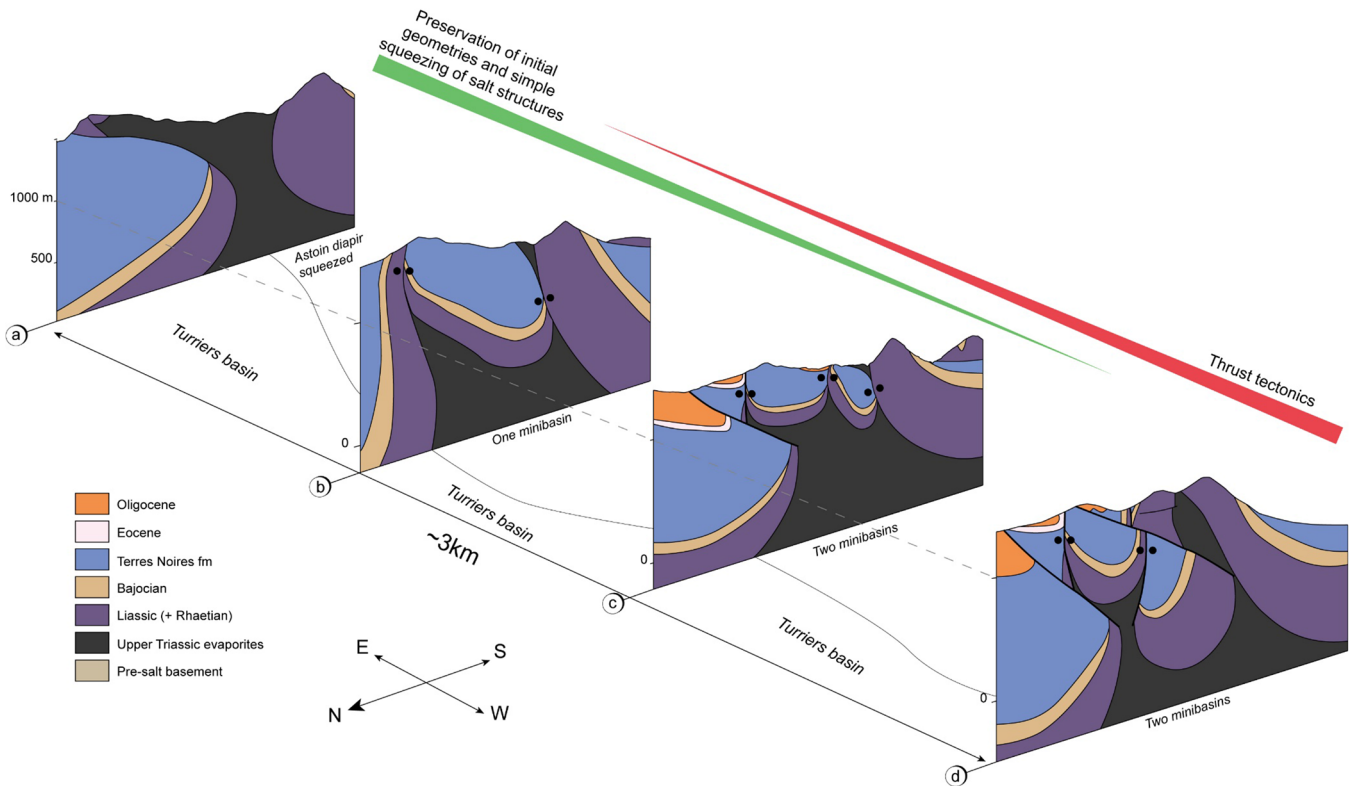 Preservation of initial
geometries and simple
squeezing of salt structures
Thrust tectonics
1000 m
500
Astoin diapir
squeezed
a
Turriers basin
0
One minibasin
b
Turriers basin
~3km
0
Two minibasins
c
Turriers basin
0
Two minibasins
d
Oligocene
Eocene
Terres Noires fm
Bajocian
Liassic (+ Rhaetian)
Upper Triassic evaporites
Pre-salt basement
E
S
N
W